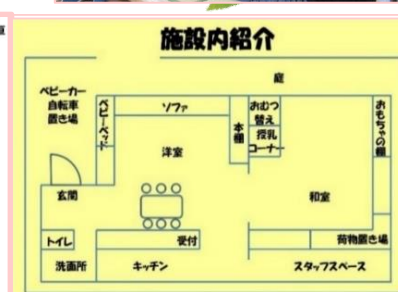 施設内紹介
庭
ベビーカー
自転車
置き場
ベビーベッド
ソファ
本棚
おむつ
替え
授乳
コーナー
おもちゃの棚
洋室
和室
玄関
トイレ
受付
荷物置き場
洗面所
キッチン
スタッフスペース